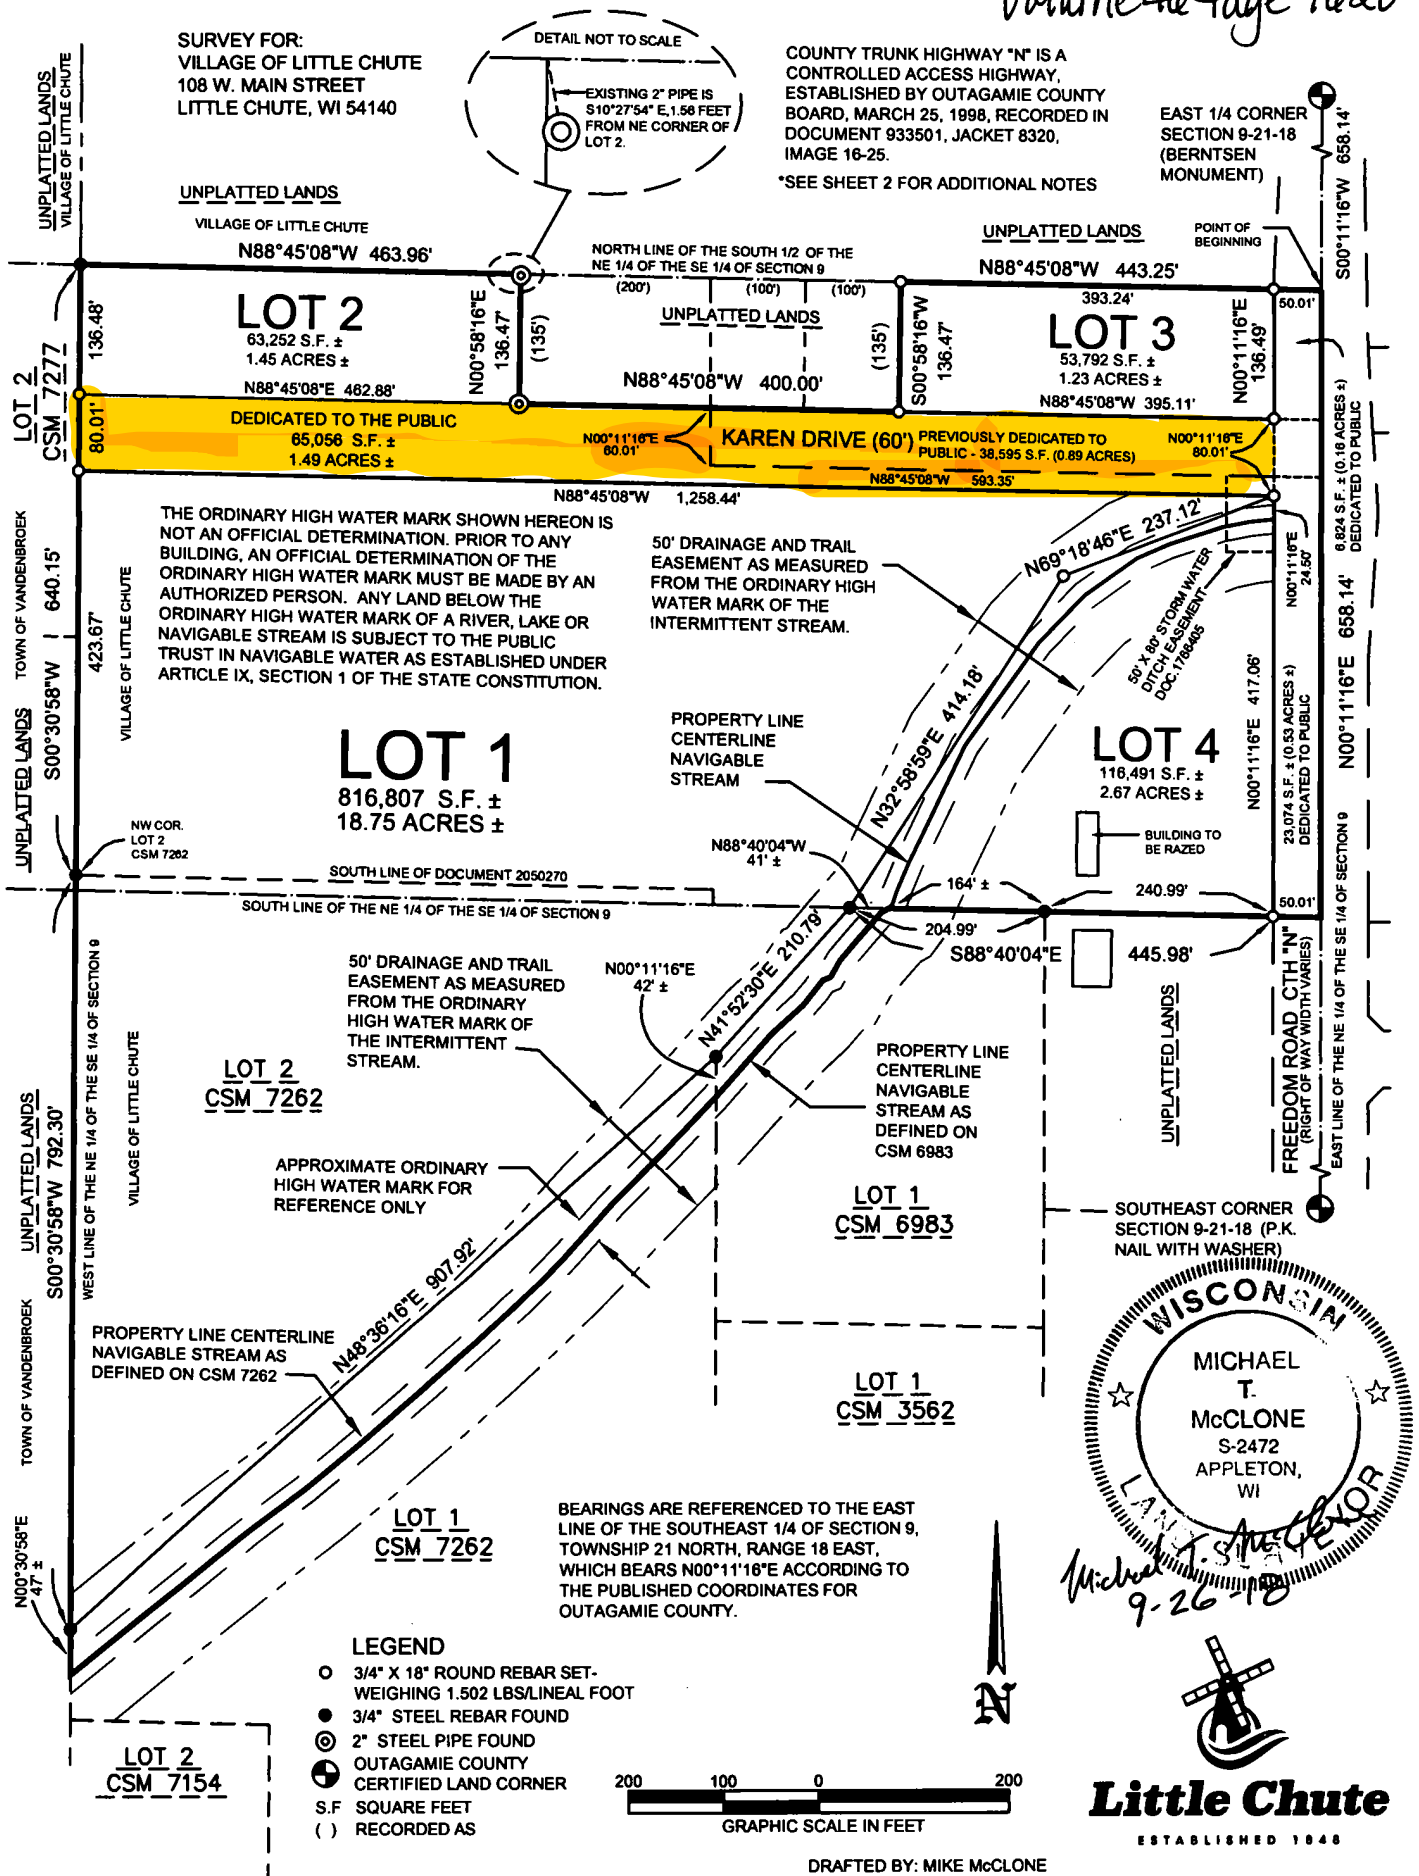 Volume 42 Page
SURVEY FOR:
VILLAGE OF LITTLE CHUTE
108 W. MAIN STREET
LITTLE CHUTE, WI 54140
DETAIL NOT TO SCALE
EXISTING 2" PIPE IS
S10°27'54" E,1.56 FEET
FROM NE CORNER OF
LOT 2.
COUNTY TRUNK HIGHWAY "N" IS A
CONTROLLED ACCESS HIGHWAY,
ESTABLISHED BY OUTAGAMIE COUNTY
BOARD, MARCH 25, 1998, RECORDED IN
DOCUMENT 933501, JACKET 8320,
IMAGE 16-25.
*SEE SHEET 2 FOR ADDITIONAL NOTES
EAST 1/4 CORNER
SECTION 9-21-18
(BERNTSEN
MONUMENT)
S00°11'16"W 658.14'
UNPLATTED LANDS
VILLAGE OF LITTLE CHUTE
UNPLATTED LANDS
VILLAGE OF LITTLE CHUTE
N88°45'08"W 463.96'
NORTH LINE OF THE SOUTH 1/2 OF THE
NE 1/4 OF THE SE 1/4 OF SECTION 9
(200')
(100')
(100')
UNPLATTED LANDS
UNPLATTED LANDS
N88°45'08"W 443.25'
393.24'
POINT OF
BEGINNING
50.01'
136.48'
LOT 2
63,252 S.F. ±
1.45 ACRES ±
N88°45'08"E 462.88'
N00°58'16"E
136.47'
(135')
N88°45'08"W 400.00'
(135')
S00°58'16"W
136.47'
LOT 3
53,792 S.F. ±
1.23 ACRES ±
N88°45'08"W 395.11'
N00°11'16"E
136.49'
6,824 S.F. ± (0.16 ACRES ±)
DEDICATED TO PUBLIC
LOT 2
CSM 7277
80.01'
DEDICATED TO THE PUBLIC
65,056 S.F. ±
1.49 ACRES ±
N00°11'16"E
60.01'
KAREN DRIVE (60') PREVIOUSLY DEDICATED TO
PUBLIC - 38,595 S.F. (0.89 ACRES)
N88°45'08"W 593.35'
N00°11'16"E
80.01'
N88°45'08"W 1,258.44'
THE ORDINARY HIGH WATER MARK SHOWN HEREON IS
NOT AN OFFICIAL DETERMINATION. PRIOR TO ANY
BUILDING, AN OFFICIAL DETERMINATION OF THE
ORDINARY HIGH WATER MARK MUST BE MADE BY AN
AUTHORIZED PERSON. ANY LAND BELOW THE
ORDINARY HIGH WATER MARK OF A RIVER, LAKE OR
NAVIGABLE STREAM IS SUBJECT TO THE PUBLIC
TRUST IN NAVIGABLE WATER AS ESTABLISHED UNDER
ARTICLE IX, SECTION 1 OF THE STATE CONSTITUTION.
50' DRAINAGE AND TRAIL
EASEMENT AS MEASURED
FROM THE ORDINARY HIGH
WATER MARK OF THE
INTERMITTENT STREAM.
N69°18'46"E 237.12'
50' X 80' STORM WATER
DITCH EASEMENT
DOC.1788405
N00°11'16"E
24.50'
N00°11'16"E 658.14'
TOWN OF VANDENBROEK
UNPLATTED LANDS
S00°30'58"W 640.15'
423.67'
VILLAGE OF LITTLE CHUTE
LOT 1
816,807 S.F. ±
18.75 ACRES ±
PROPERTY LINE
CENTERLINE
NAVIGABLE
STREAM
N32°58'59"E 414.18'
LOT 4
116,491 S.F. ±
2.67 ACRES ±
N00°11'16"E 417.06'
23,074 S.F. ± (0.53 ACRES ±)
DEDICATED TO PUBLIC
BUILDING TO
BE RAZED
NW COR.
LOT 2
CSM 7262
SOUTH LINE OF DOCUMENT 2050270
SOUTH LINE OF THE NE 1/4 OF THE SE 1/4 OF SECTION 9
N88°40'04"W
41' ±
164' ±
240.99'
50.01'
204.99'
S88°40'04"E 445.98'
WEST LINE OF THE NE 1/4 OF THE SE 1/4 OF SECTION 9
EAST LINE OF THE NE 1/4 OF THE SE 1/4 OF SECTION 9
FREEDOM ROAD CTH "N"
(RIGHT OF WAY WIDTH VARIES)
UNPLATTED LANDS
50' DRAINAGE AND TRAIL
EASEMENT AS MEASURED
FROM THE ORDINARY
HIGH WATER MARK OF
THE INTERMITTENT
STREAM.
N00°11'16"E
42' ±
N41°52'30"E 210.79'
PROPERTY LINE
CENTERLINE
NAVIGABLE
STREAM AS
DEFINED ON
CSM 6983
LOT 2
CSM 7262
VILLAGE OF LITTLE CHUTE
UNPLATTED LANDS
S00°30'58"W 792.30'
TOWN OF VANDENBROEK
APPROXIMATE ORDINARY
HIGH WATER MARK FOR
REFERENCE ONLY
LOT 1
CSM 6983
SOUTHEAST CORNER
SECTION 9-21-18 (P.K.
NAIL WITH WASHER)
N48°36'16"E 907.92'
PROPERTY LINE CENTERLINE
NAVIGABLE STREAM AS
DEFINED ON CSM 7262
LOT 1
CSM 3562
WISCONSIN
MICHAEL
T.
McCLONE
S-2472
APPLETON,
WI
LAND SURVEYOR
Michael T. McClone
9-26-18
LOT 1
CSM 7262
BEARINGS ARE REFERENCED TO THE EAST
LINE OF THE SOUTHEAST 1/4 OF SECTION 9,
TOWNSHIP 21 NORTH, RANGE 18 EAST,
WHICH BEARS N00°11'16"E ACCORDING TO
THE PUBLISHED COORDINATES FOR
OUTAGAMIE COUNTY.
N00°30'58"E
47' ±
LEGEND
3/4" X 18" ROUND REBAR SET-
WEIGHING 1.502 LBS/LINEAL FOOT
3/4" STEEL REBAR FOUND
2" STEEL PIPE FOUND
OUTAGAMIE COUNTY
CERTIFIED LAND CORNER
S.F SQUARE FEET
( ) RECORDED AS
N
LOT 2
CSM 7154
200 100 0 200
GRAPHIC SCALE IN FEET
Little Chute
ESTABLISHED 1848
DRAFTED BY: MIKE McCLONE